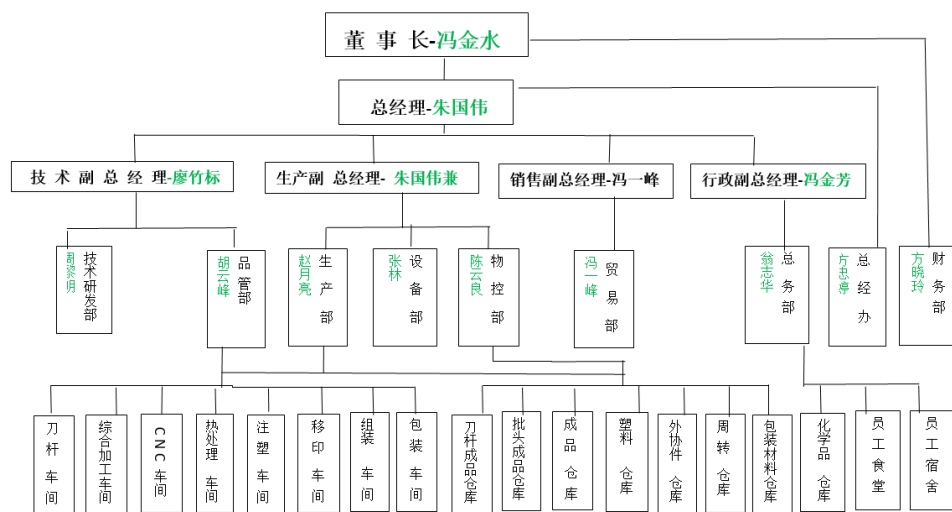 董 事 长-冯金水
总经理-朱国伟
技 术 副 总 经 理-廖竹标
生产副 总经理- 朱国伟兼
销售副总经理-冯一峰
行政副总经理-冯金芳
技术研发部
品管部
胡云峰
生产部
赵月亮
设备部
张林
物控部
陈云良
贸易部
冯一峰
总务部
翁志华
总经办
方忠婷
财务部
方晓玲
刀杆 车间
综合加工车间
CNC车间
热处理 车间
注塑 车间
移印 车间
组装 车间
包装 车间
刀杆成品仓库
批头成品仓库
成品 仓库
塑料 仓库
外协件 仓库
周转 仓库
包装材料仓库
化学品 仓库
员工食堂
员工宿舍